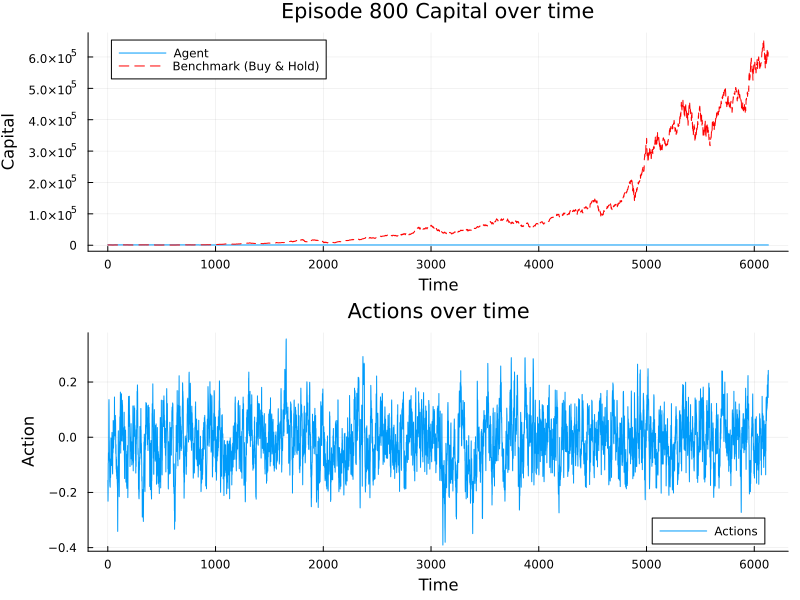 Episode 800 Capital over time
Agent
Benchmark (Buy & Hold)
Capital
6.0×10⁵
5.0×10⁵
4.0×10⁵
3.0×10⁵
2.0×10⁵
1.0×10⁵
0
0 1000 2000 3000 4000 5000 6000
Time
Actions over time
Action
0.2
0.0
−0.2
−0.4
Actions
0 1000 2000 3000 4000 5000 6000
Time